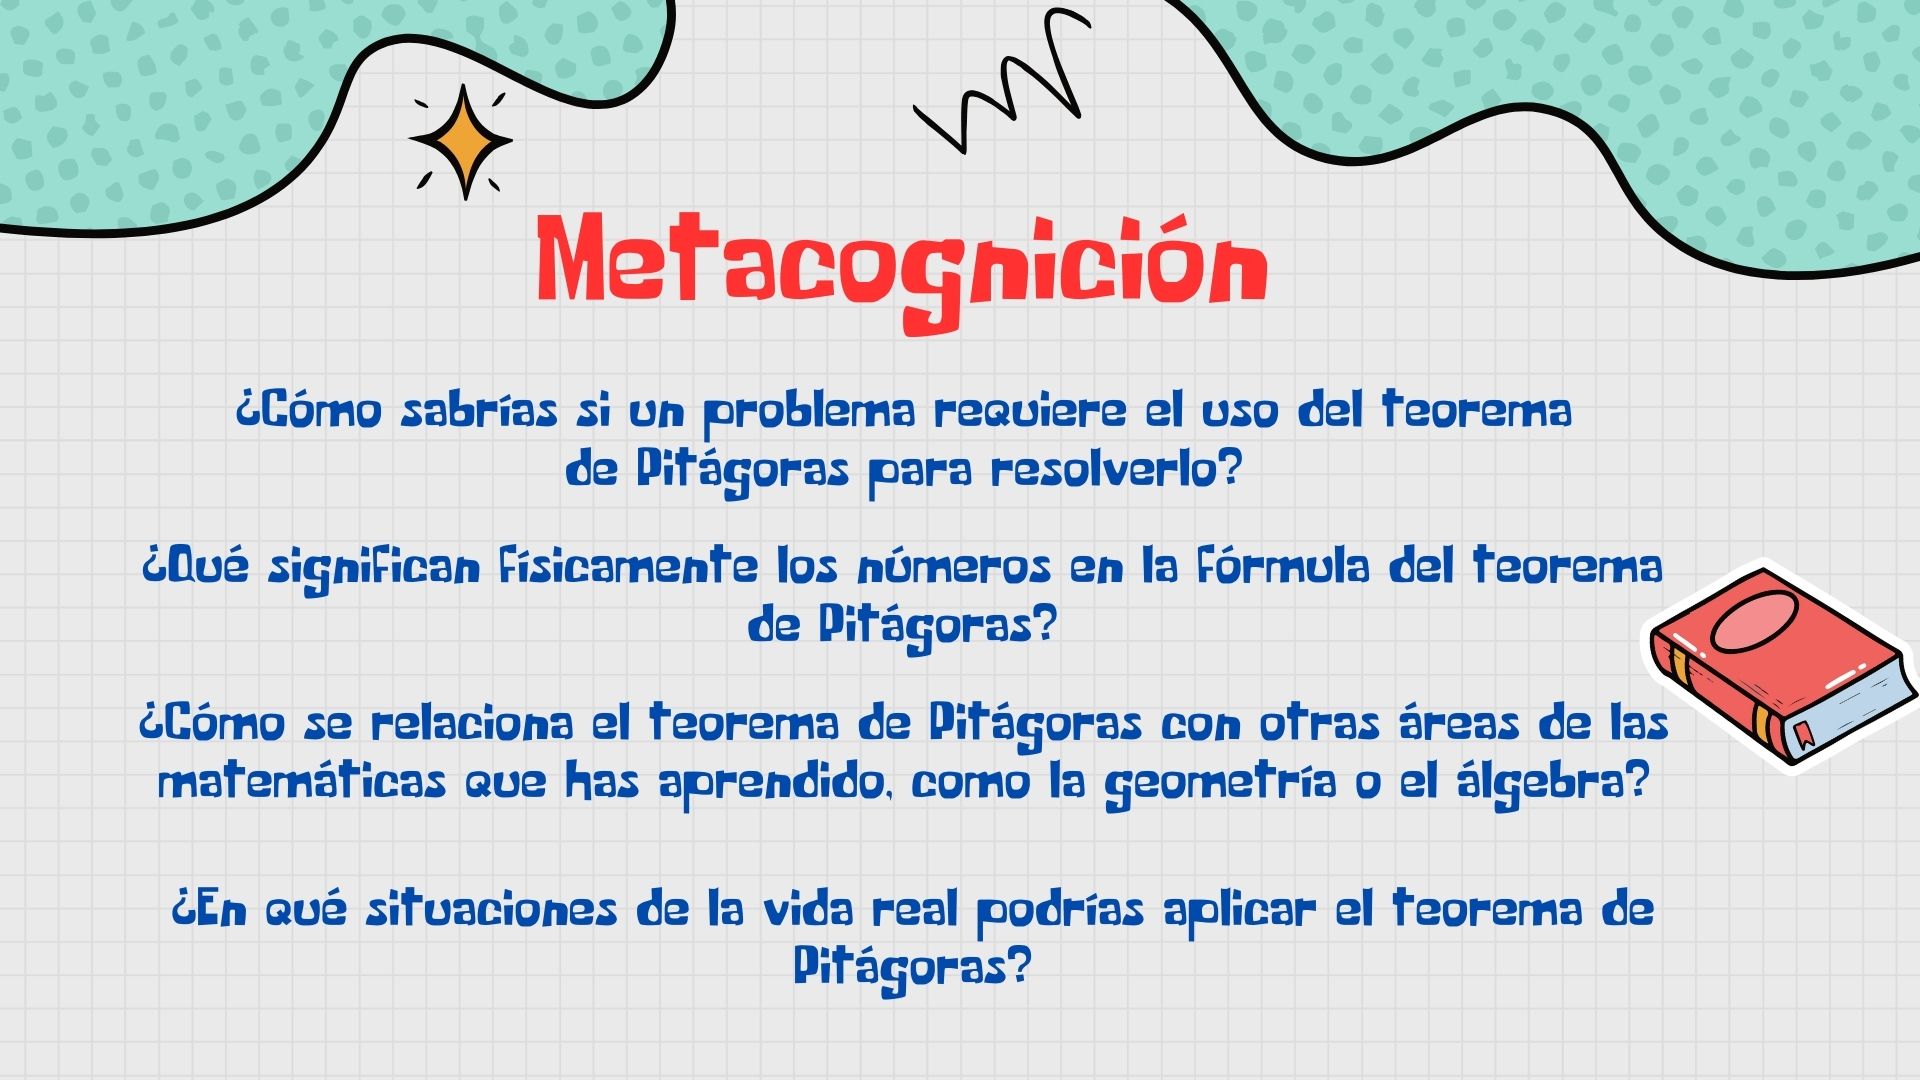 Metacognición
¿Cómo sabrías si un problema requiere el uso del teorema
de Pitágoras para resolverlo?
¿Qué significan físicamente los números en la fórmula del teorema
de Pitágoras?
¿Cómo se relaciona el teorema de Pitágoras con otras áreas de las
matemáticas que has aprendido, como la geometría o el álgebra?
¿En qué situaciones de la vida real podrías aplicar el teorema de
Pitágoras?